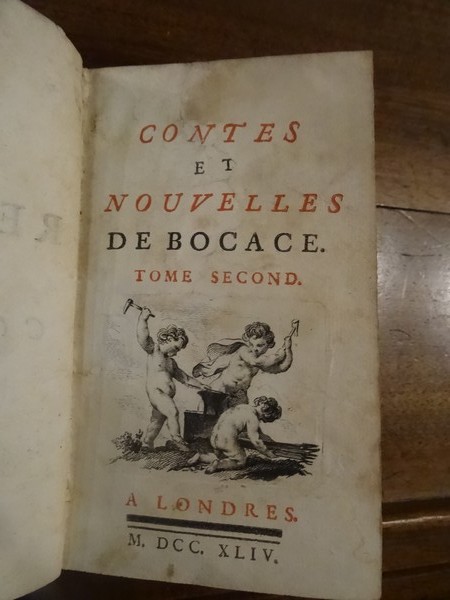 CONTES
ET
NOUVELLES
DE BOCACE.
TOME SECOND.
A LONDRES.
M. DCC. XLIV.